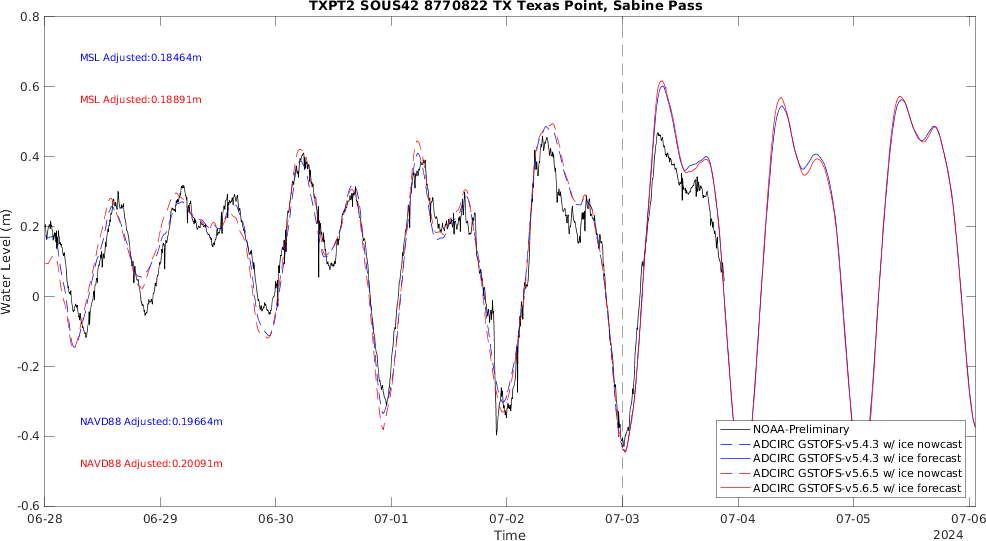 TXPT2 SOUS42 8770822 TX Texas Point, Sabine Pass
0.8
0.6
0.4
0.2
0
-0.2
-0.4
-0.6
Water Level (m)
MSL Adjusted:0.18464m
MSL Adjusted:0.18891m
NAVD88 Adjusted:0.19664m
NAVD88 Adjusted:0.20091m
NOAA-Preliminary
ADCIRC GSTOFS-v5.4.3 w/ ice nowcast
ADCIRC GSTOFS-v5.4.3 w/ ice forecast
ADCIRC GSTOFS-v5.6.5 w/ ice nowcast
ADCIRC GSTOFS-v5.6.5 w/ ice forecast
06-28 06-29 06-30 07-01 07-02 07-03 07-04 07-05 07-06
Time
2024